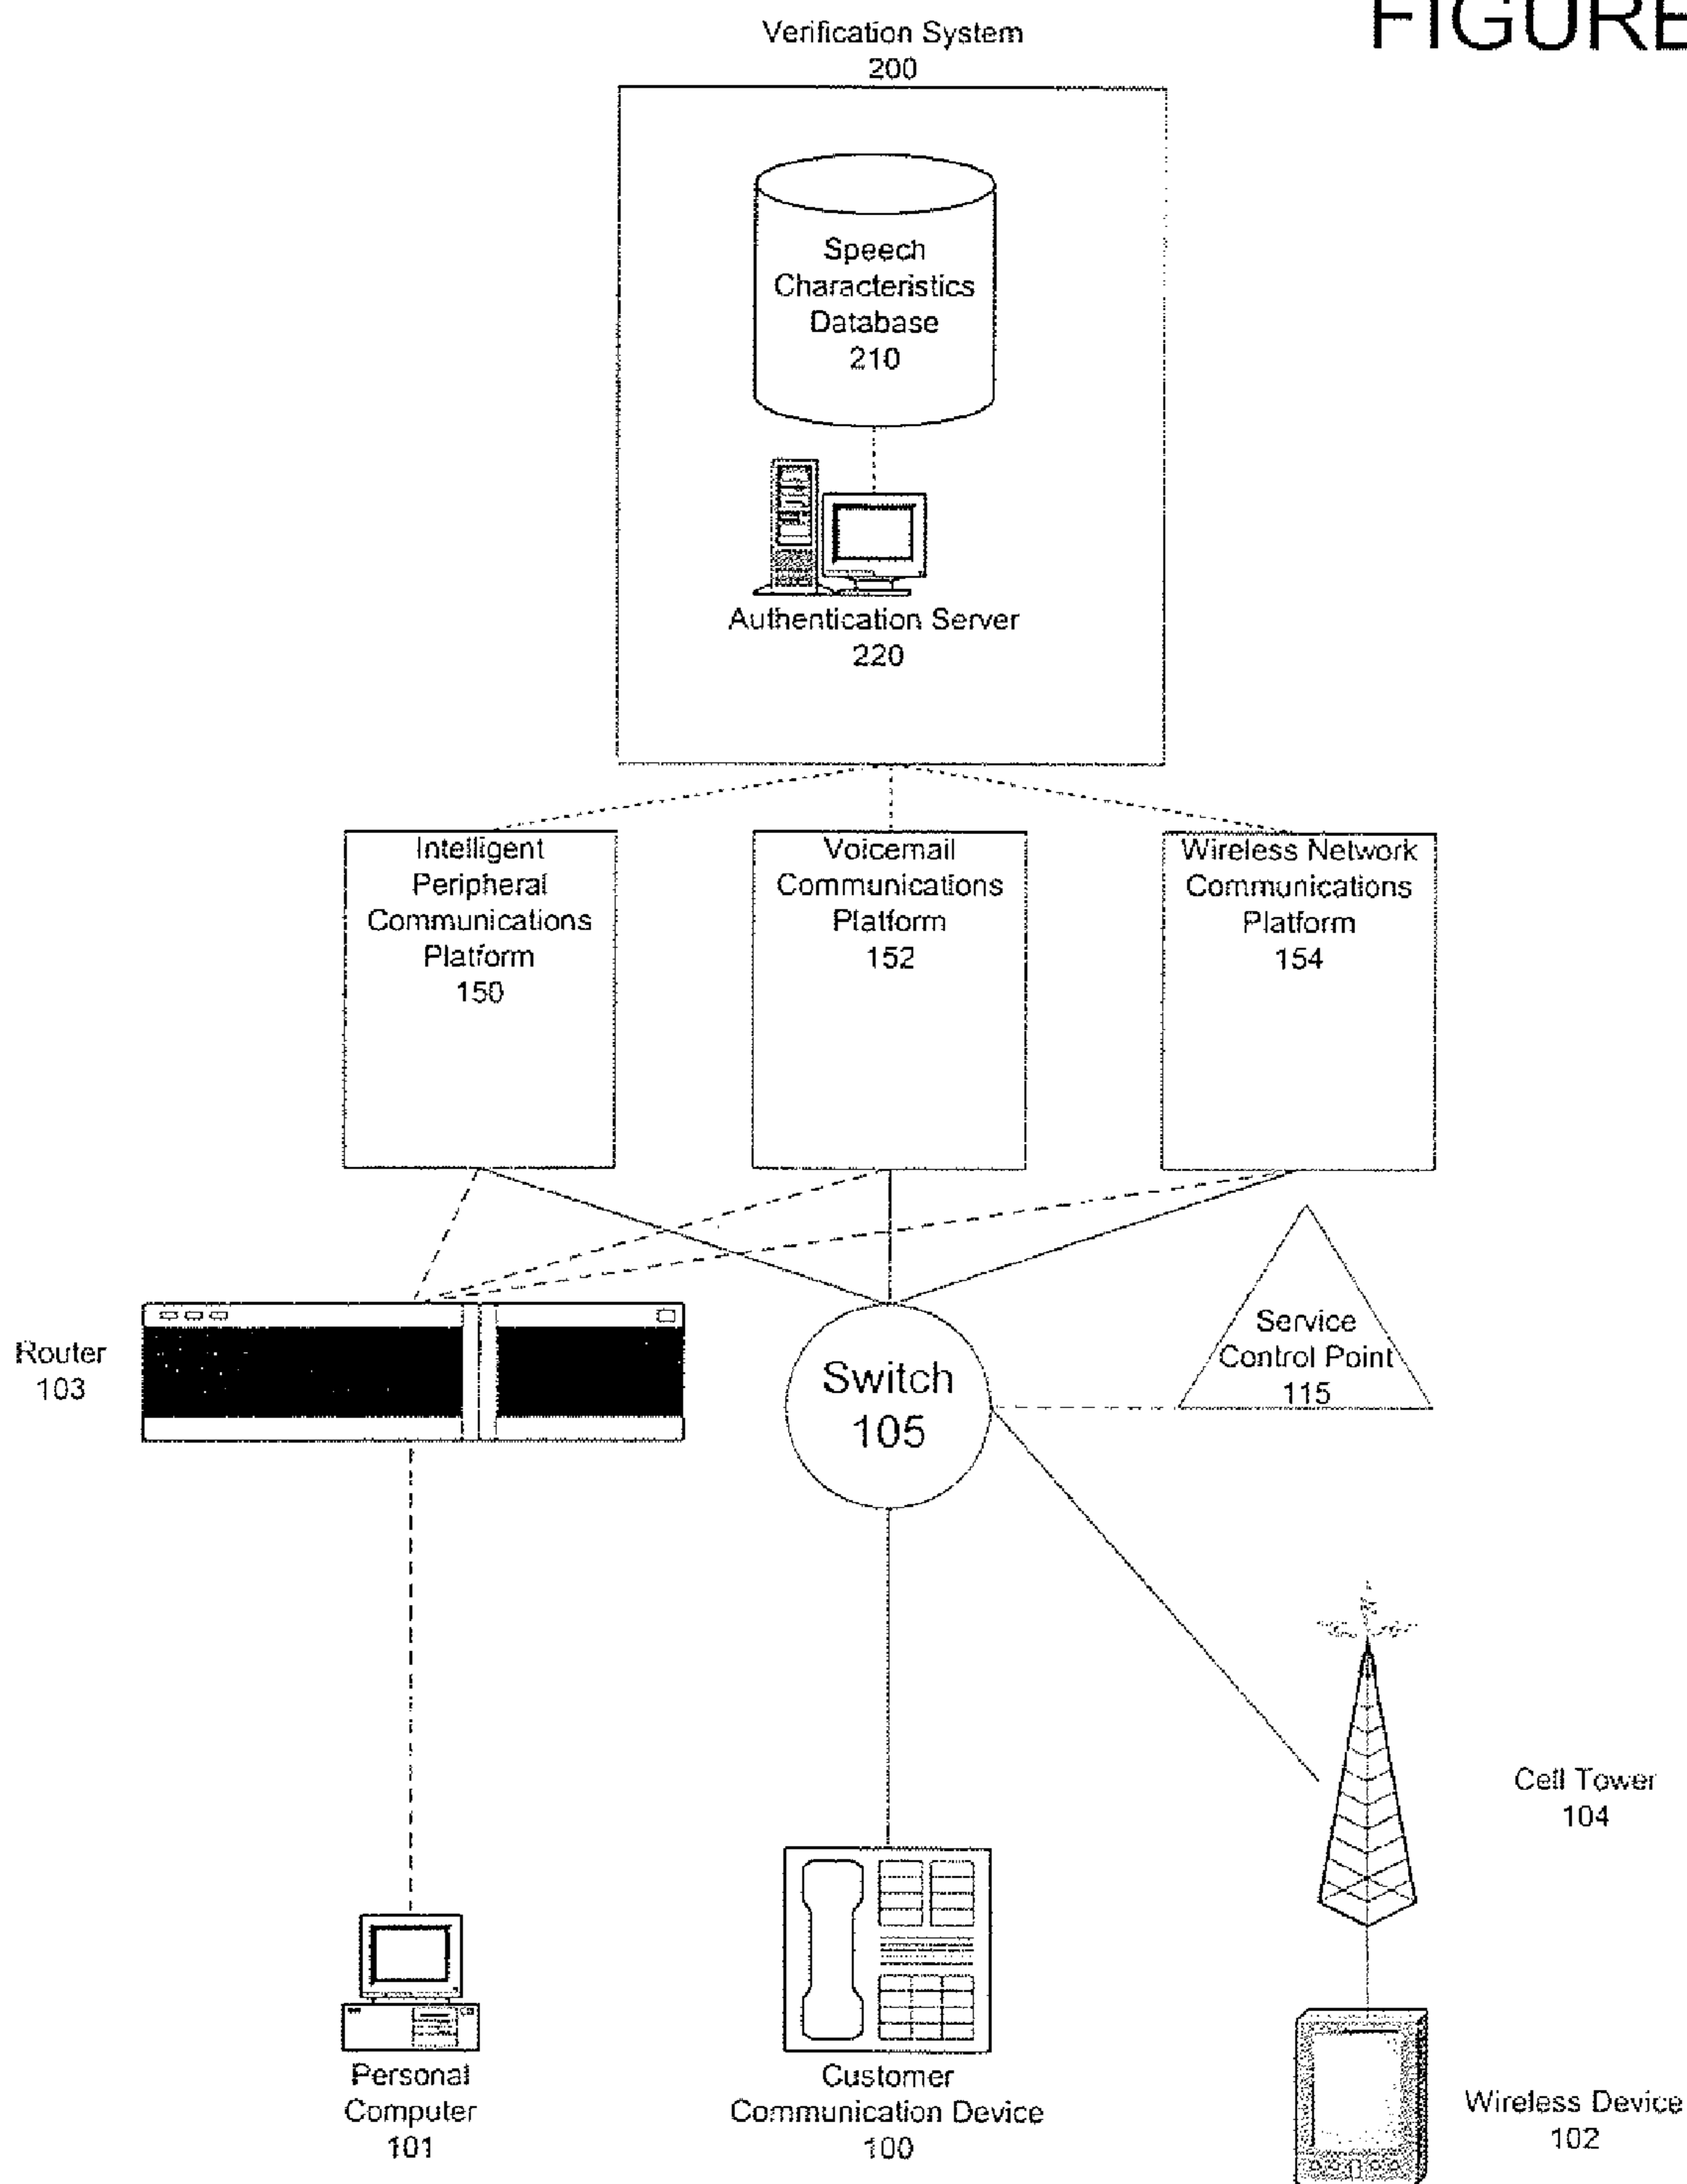 FIGURE
Verification System
200
Speech
Characteristics
Database
210
Authentication Server
220
Intelligent
Peripheral
Communications
Platform
150
Voicemail
Communications
Platform
152
Wireless Network
Communications
Platform
154
Router
103
Switch
105
Service
Control Point
115
Cell Tower
104
Personal
Computer
101
Customer
Communication Device
100
Wireless Device
102